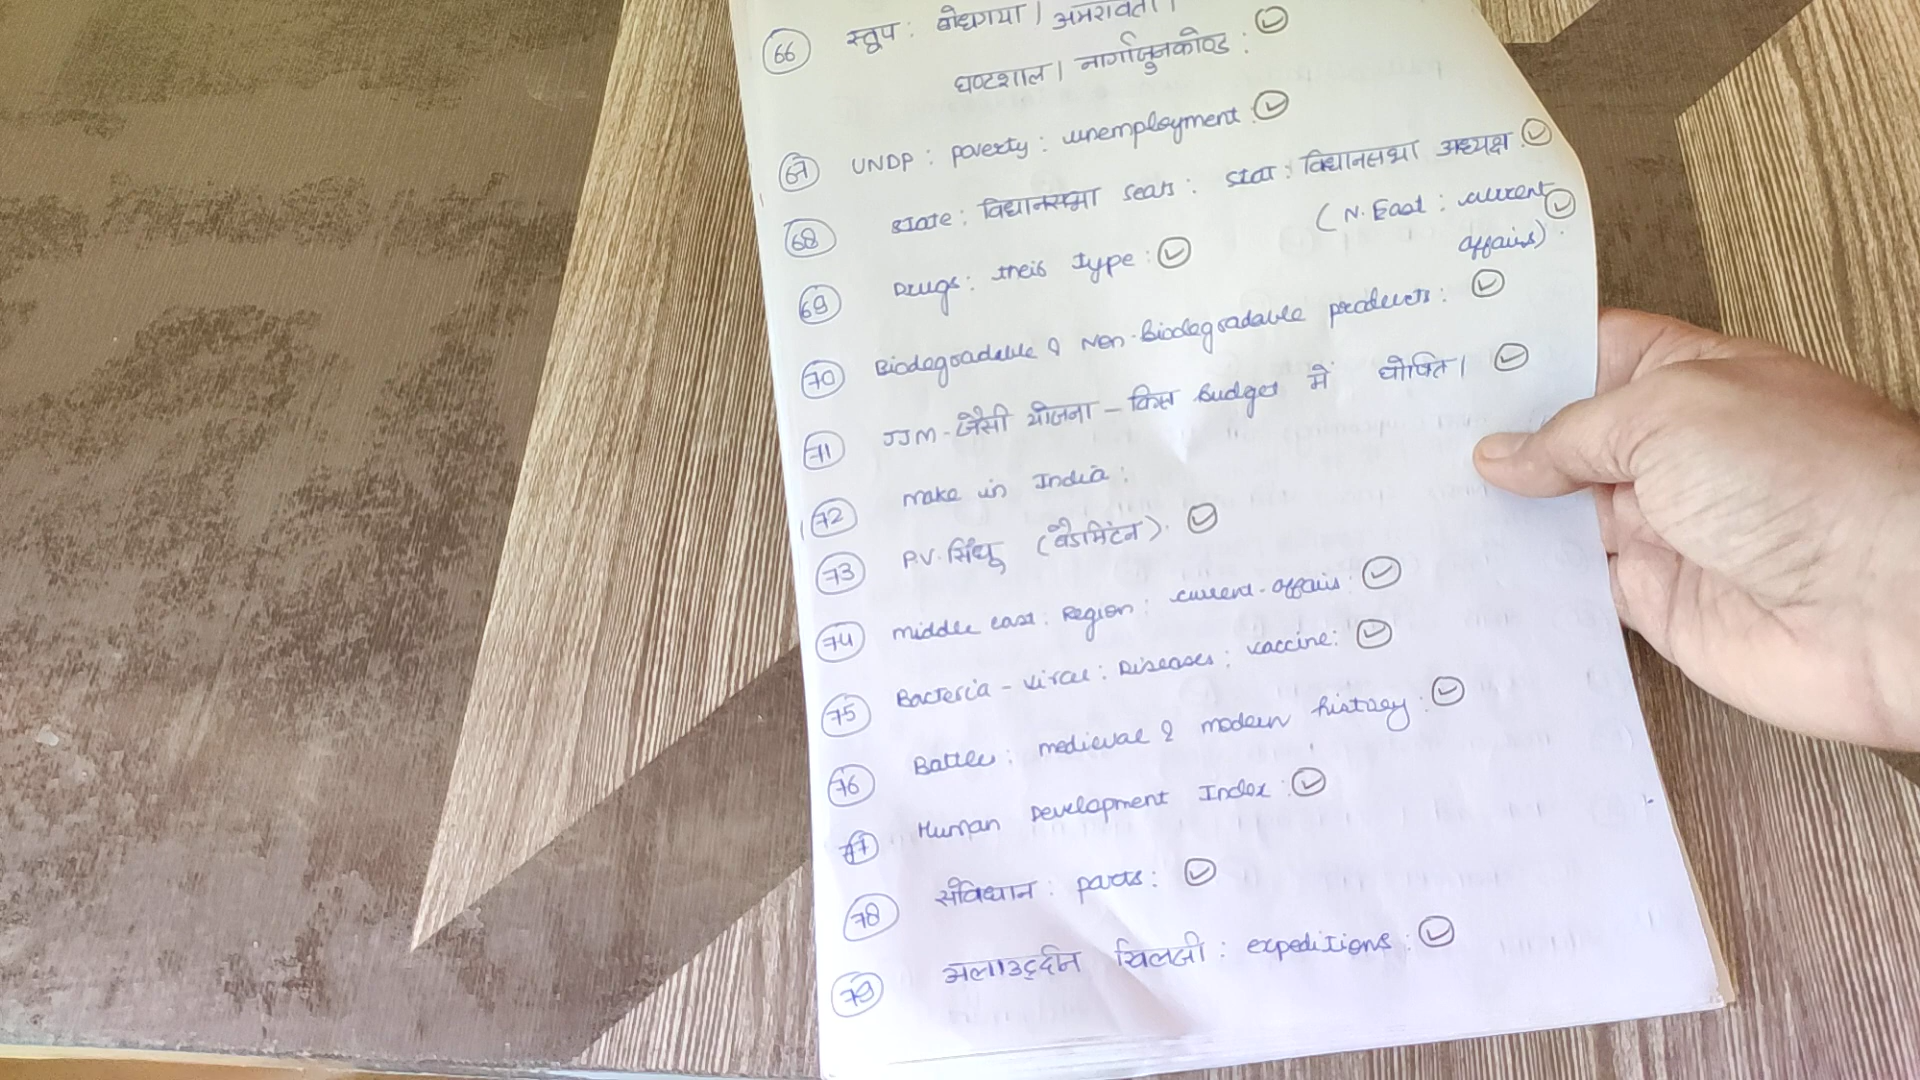 66 स्तूप : बोधगया । अमरावती ।
घण्टशाल । नागार्जुनकोण्ड :
67 UNDP : poverty : unemployment :
68 state : विधानसभा seats : state : विधानसभा अध्यक्ष :
(N. East : current
affairs)
69 Drugs : their type :
70 Biodegradable & Non-Biodegradable products :
71 JJM - जैसी योजना – किस Budget में घोषित ।
72 make in India :
73 P.V. सिंधू (बैडमिंटन) .
74 middle east : Region : current-affairs :
75 Bacteria - viral : Diseases : vaccine :
76 Battles : medieval & modern history :
77 Human Development Index :
78 संविधान : parts :
79 अलाउद्दीन खिलजी : expeditions :